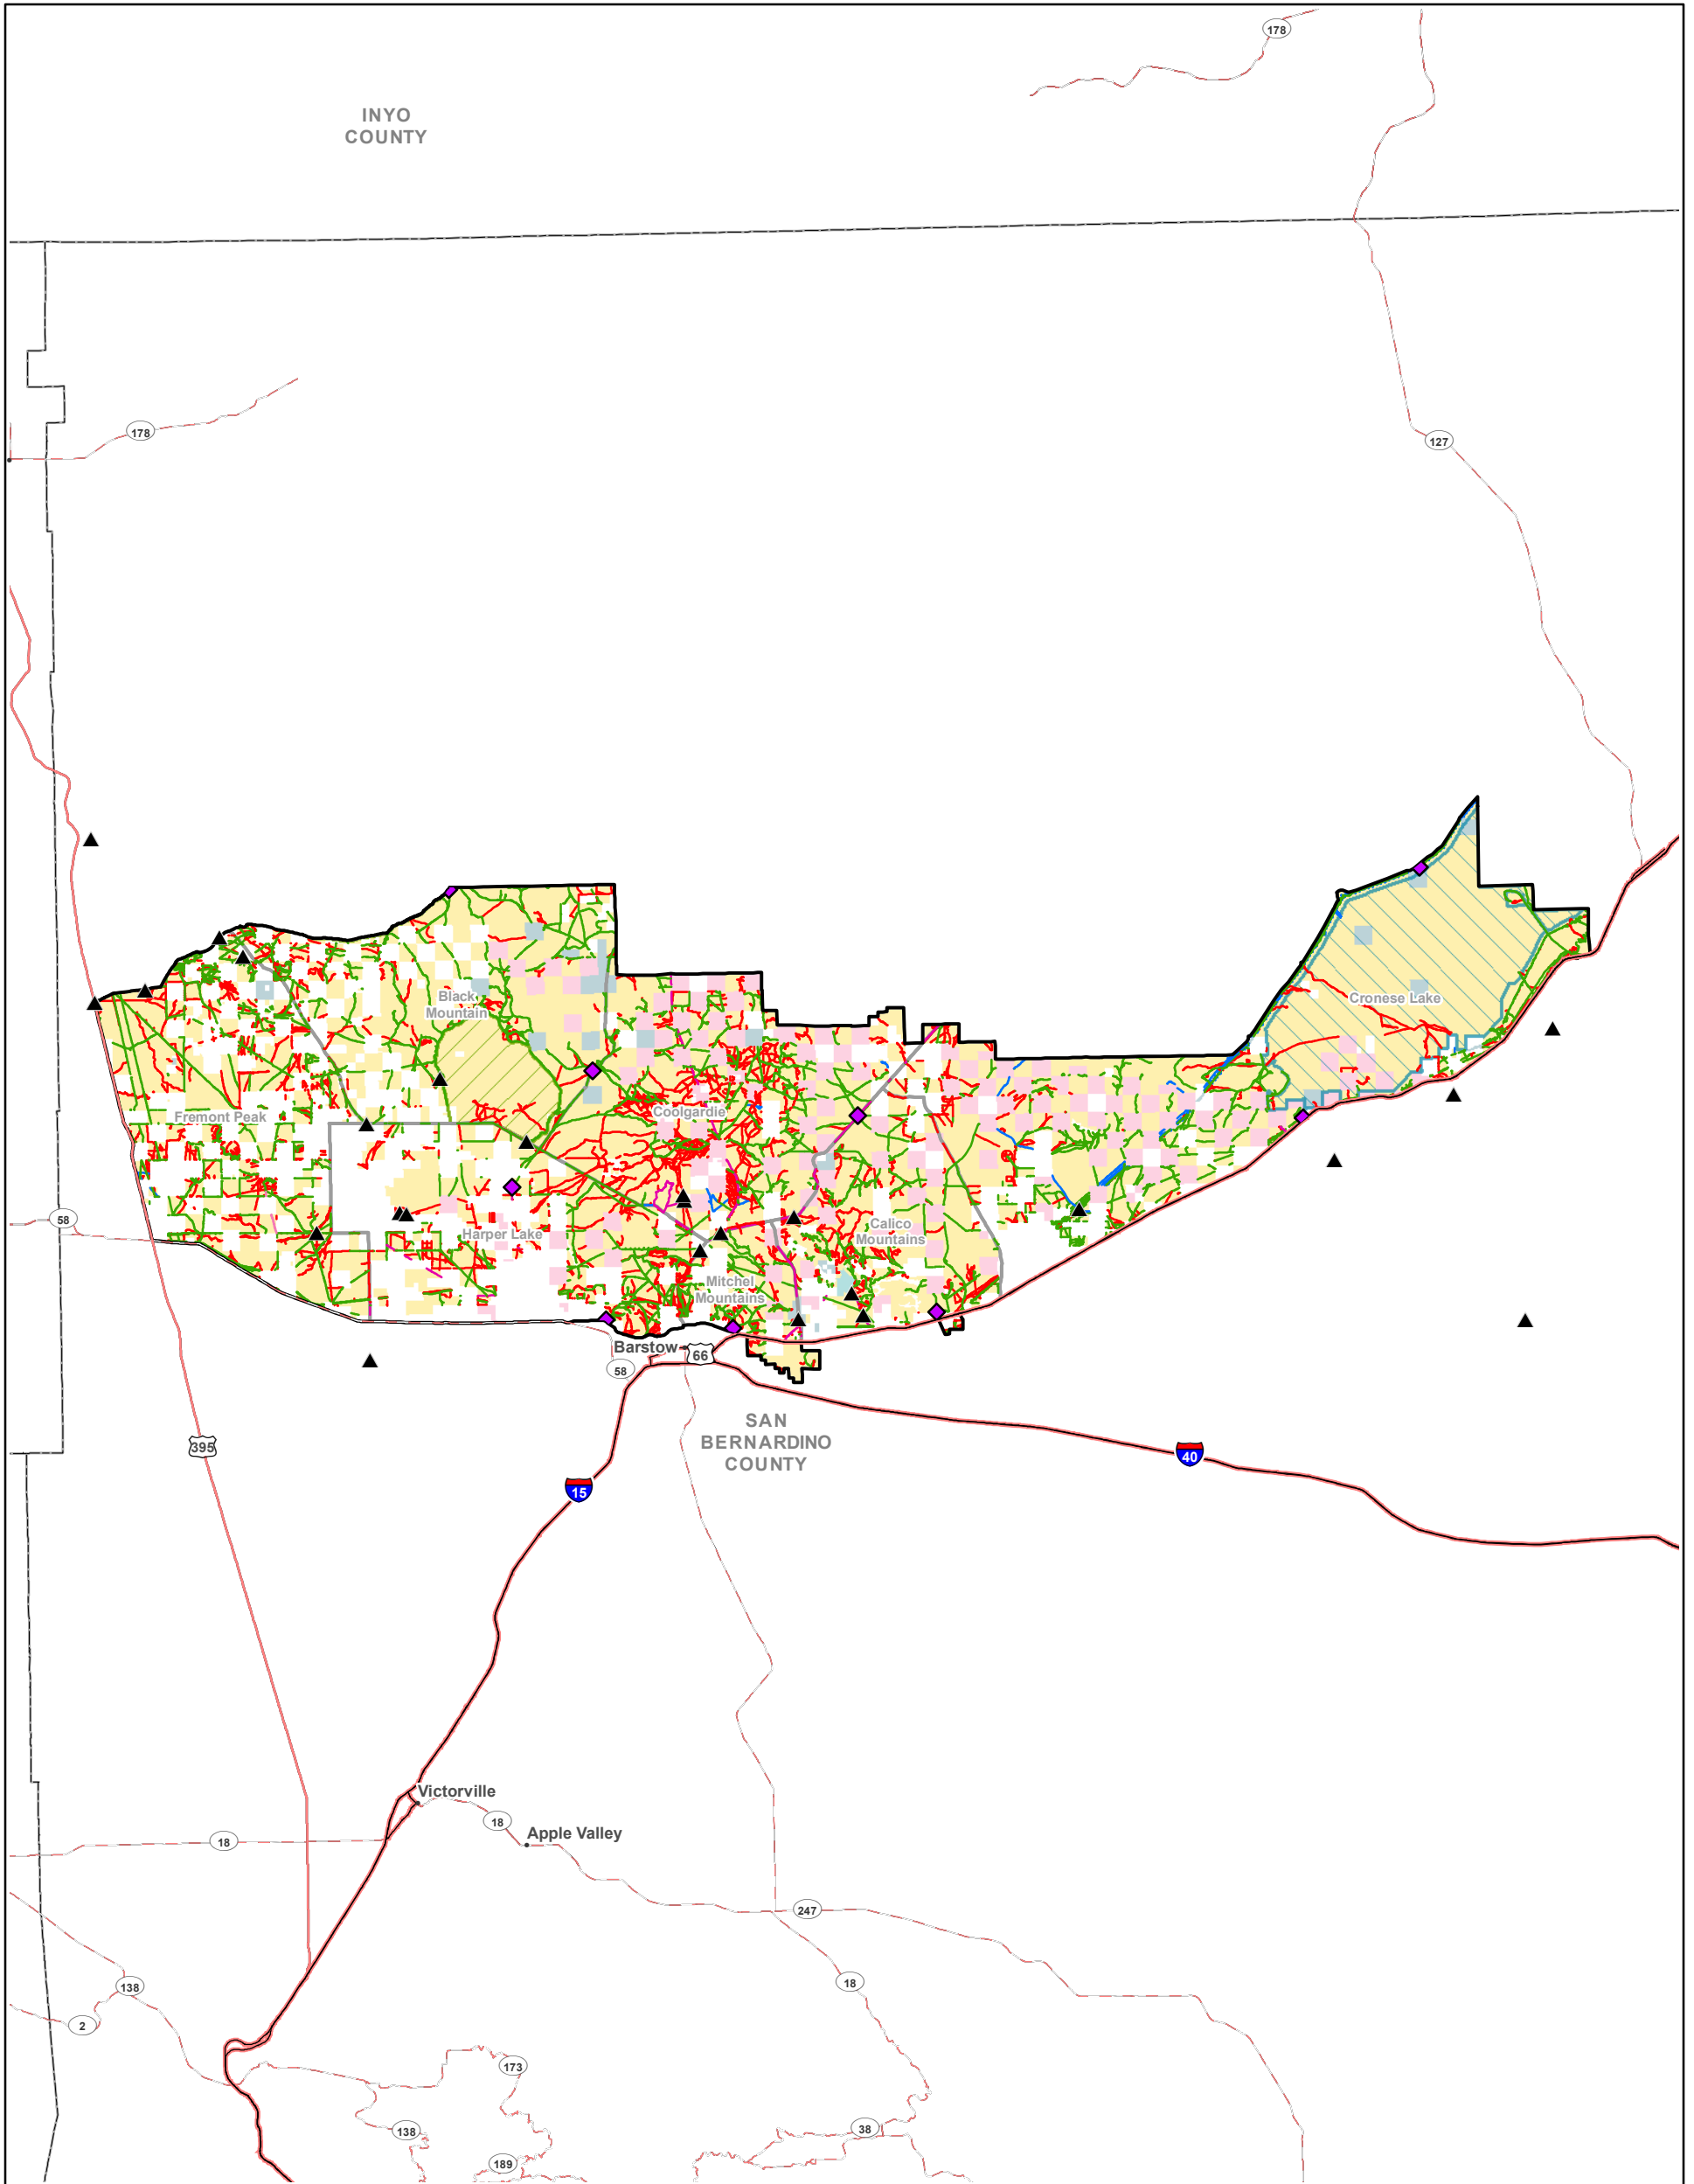 178
INYO
COUNTY
178
127
Black
Mountain
Cronese Lake
Fremont Peak
Coolgardie
58
Harper Lake
Calico
Mountains
Mitchel
Mountains
Barstow
66
58
SAN
BERNARDINO
COUNTY
395
40
15
Victorville
18
18
Apple Valley
247
138
18
2
173
138
38
189